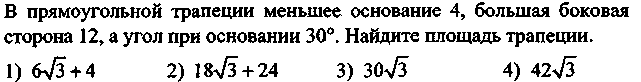 В прямоугольной трапеции меньшее основание 4, большая боковая
сторона 12, а угол при основании 30°. Найдите площадь трапеции.
1) 6√3 + 4 2) 18√3 + 24 3) 30√3 4) 42√3